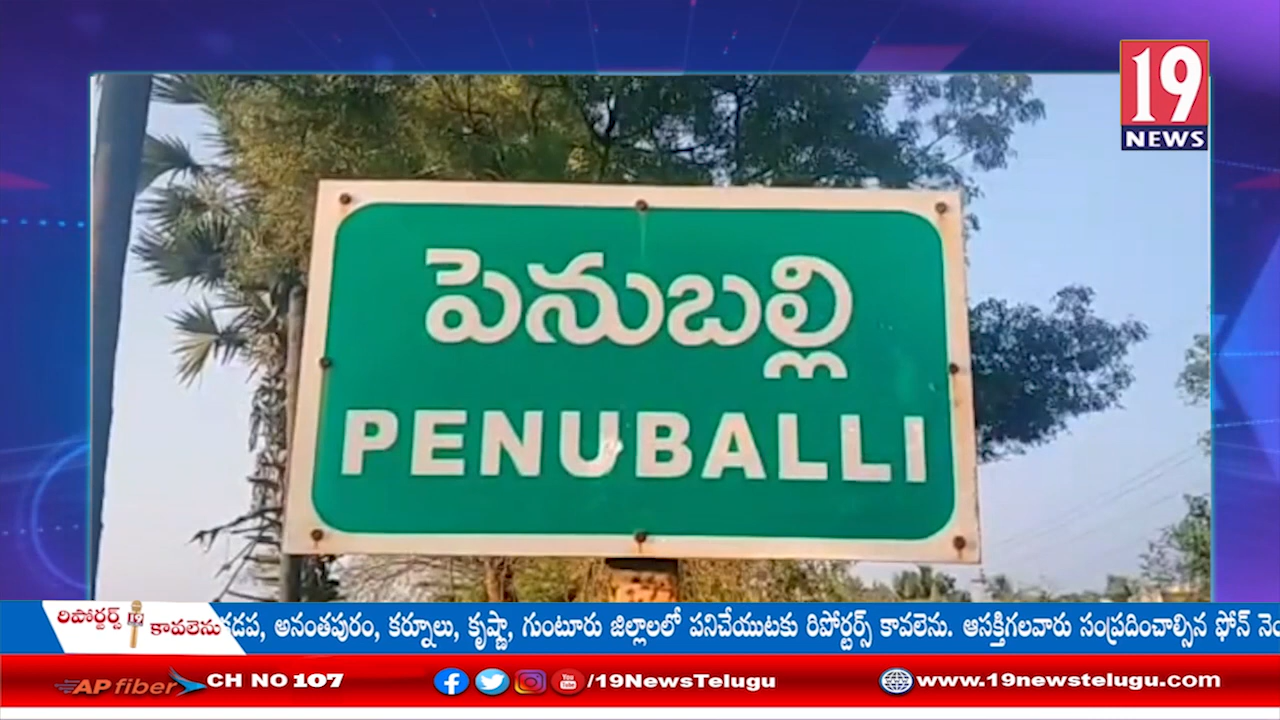 19
NEWS
పెనుబల్లి
PENUBALLI
రిపోర్టర్స్ 19 కావలెను
కడప, అనంతపురం, కర్నూలు, కృష్ణా, గుంటూరు జిల్లాలలో పనిచేయుటకు రిపోర్టర్స్ కావలెను. ఆసక్తిగలవారు సంప్రదించాల్సిన ఫోన్
AP fiber CH NO 107 /19NewsTelugu www.19newstelugu.com